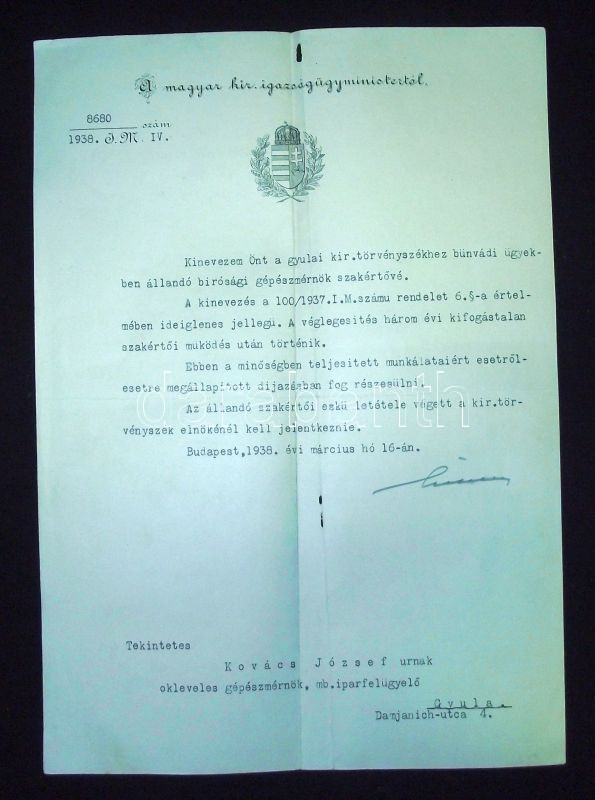 A magyar kir. igazságügyministertől.
8680 szám
1938. I. M. IV.
Kinevezem Önt a gyulai kir.törvényszékhez bünvádi ügyek-
ben állandó birósági gépészmérnök szakértővé.
A kinevezés a 100/1937.I.M.számu rendelet 6.§-a értel-
mében ideiglenes jellegü. A véglegesités három évi kifogástalan
szakértői müködés után történik.
Ebben a minőségben teljesitett munkálataiért esetről-
esetre megállapitott dijazásban fog részesülni.
Az állandó szakértői eskü letétele végett a kir.tör-
vényszek elnökénél kell jelentkeznie.
Budapest,1938. évi március hó 16-án.
darabanth
Tekintetes
Kovács József urnak
okleveles gépészmérnök, mb.iparfelügyelő
Gyula.
Damjanich-utca 4.